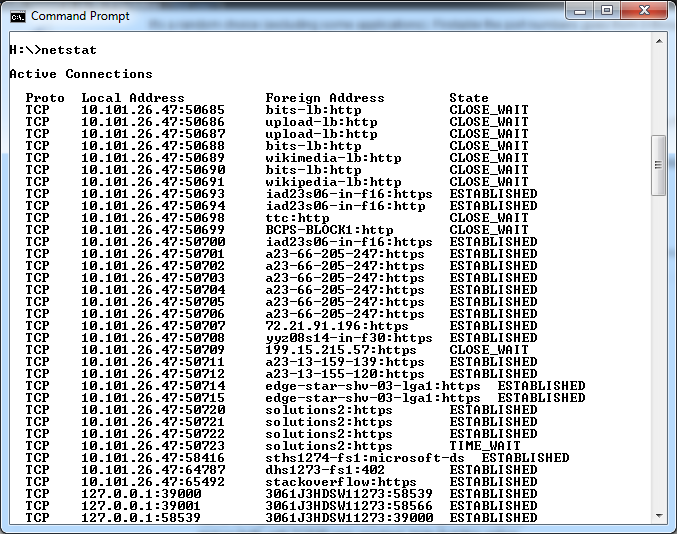 Command Prompt
H:\>netstat
Active Connections
Proto  Local Address          Foreign Address        State
TCP    10.101.26.47:50685     bits-lb:http           CLOSE_WAIT
TCP    10.101.26.47:50686     upload-lb:http         CLOSE_WAIT
TCP    10.101.26.47:50687     upload-lb:http         CLOSE_WAIT
TCP    10.101.26.47:50688     bits-lb:http           CLOSE_WAIT
TCP    10.101.26.47:50689     wikimedia-lb:http      CLOSE_WAIT
TCP    10.101.26.47:50690     bits-lb:http           CLOSE_WAIT
TCP    10.101.26.47:50691     wikipedia-lb:http      CLOSE_WAIT
TCP    10.101.26.47:50693     iad23s06-in-f16:https  ESTABLISHED
TCP    10.101.26.47:50694     iad23s06-in-f16:http   ESTABLISHED
TCP    10.101.26.47:50698     ttc:http               CLOSE_WAIT
TCP    10.101.26.47:50699     BCPS-BLOCK1:http       CLOSE_WAIT
TCP    10.101.26.47:50700     iad23s06-in-f16:https  ESTABLISHED
TCP    10.101.26.47:50701     a23-66-205-247:https   ESTABLISHED
TCP    10.101.26.47:50702     a23-66-205-247:https   ESTABLISHED
TCP    10.101.26.47:50703     a23-66-205-247:https   ESTABLISHED
TCP    10.101.26.47:50704     a23-66-205-247:https   ESTABLISHED
TCP    10.101.26.47:50705     a23-66-205-247:https   ESTABLISHED
TCP    10.101.26.47:50706     a23-66-205-247:https   ESTABLISHED
TCP    10.101.26.47:50707     72.21.91.196:https     ESTABLISHED
TCP    10.101.26.47:50708     yyz08s14-in-f30:https  ESTABLISHED
TCP    10.101.26.47:50709     199.15.215.57:https    CLOSE_WAIT
TCP    10.101.26.47:50711     a23-13-159-139:https   ESTABLISHED
TCP    10.101.26.47:50712     a23-13-155-120:https   ESTABLISHED
TCP    10.101.26.47:50714     edge-star-shv-03-lga1:https  ESTABLISHED
TCP    10.101.26.47:50715     edge-star-shv-03-lga1:https  ESTABLISHED
TCP    10.101.26.47:50720     solutions2:https       ESTABLISHED
TCP    10.101.26.47:50721     solutions2:https       ESTABLISHED
TCP    10.101.26.47:50722     solutions2:https       ESTABLISHED
TCP    10.101.26.47:50723     solutions2:https       TIME_WAIT
TCP    10.101.26.47:58416     sths1274-fs1:microsoft-ds  ESTABLISHED
TCP    10.101.26.47:64787     dhs1273-fs1:402        ESTABLISHED
TCP    10.101.26.47:65492     stackoverflow:https    ESTABLISHED
TCP    127.0.0.1:39000        3061J3HDSW11273:58539  ESTABLISHED
TCP    127.0.0.1:39001        3061J3HDSW11273:58566  ESTABLISHED
TCP    127.0.0.1:58539        3061J3HDSW11273:39000  ESTABLISHED